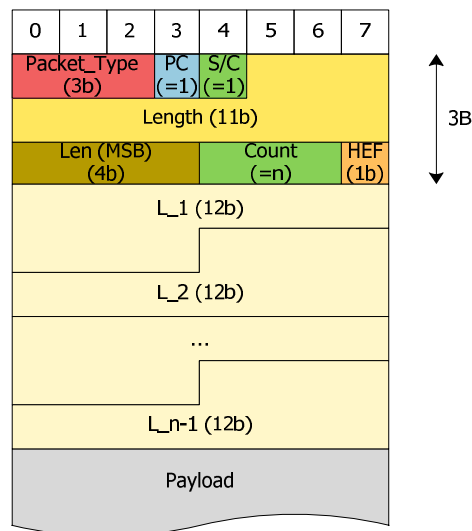 0 1 2 3 4 5 6 7
Packet_Type PC S/C
(3b) (=1) (=1)
Length (11b)
3B
Len (MSB) Count HEF
(4b) (=n) (1b)
L_1 (12b)
L_2 (12b)
...
L_n-1 (12b)
Payload